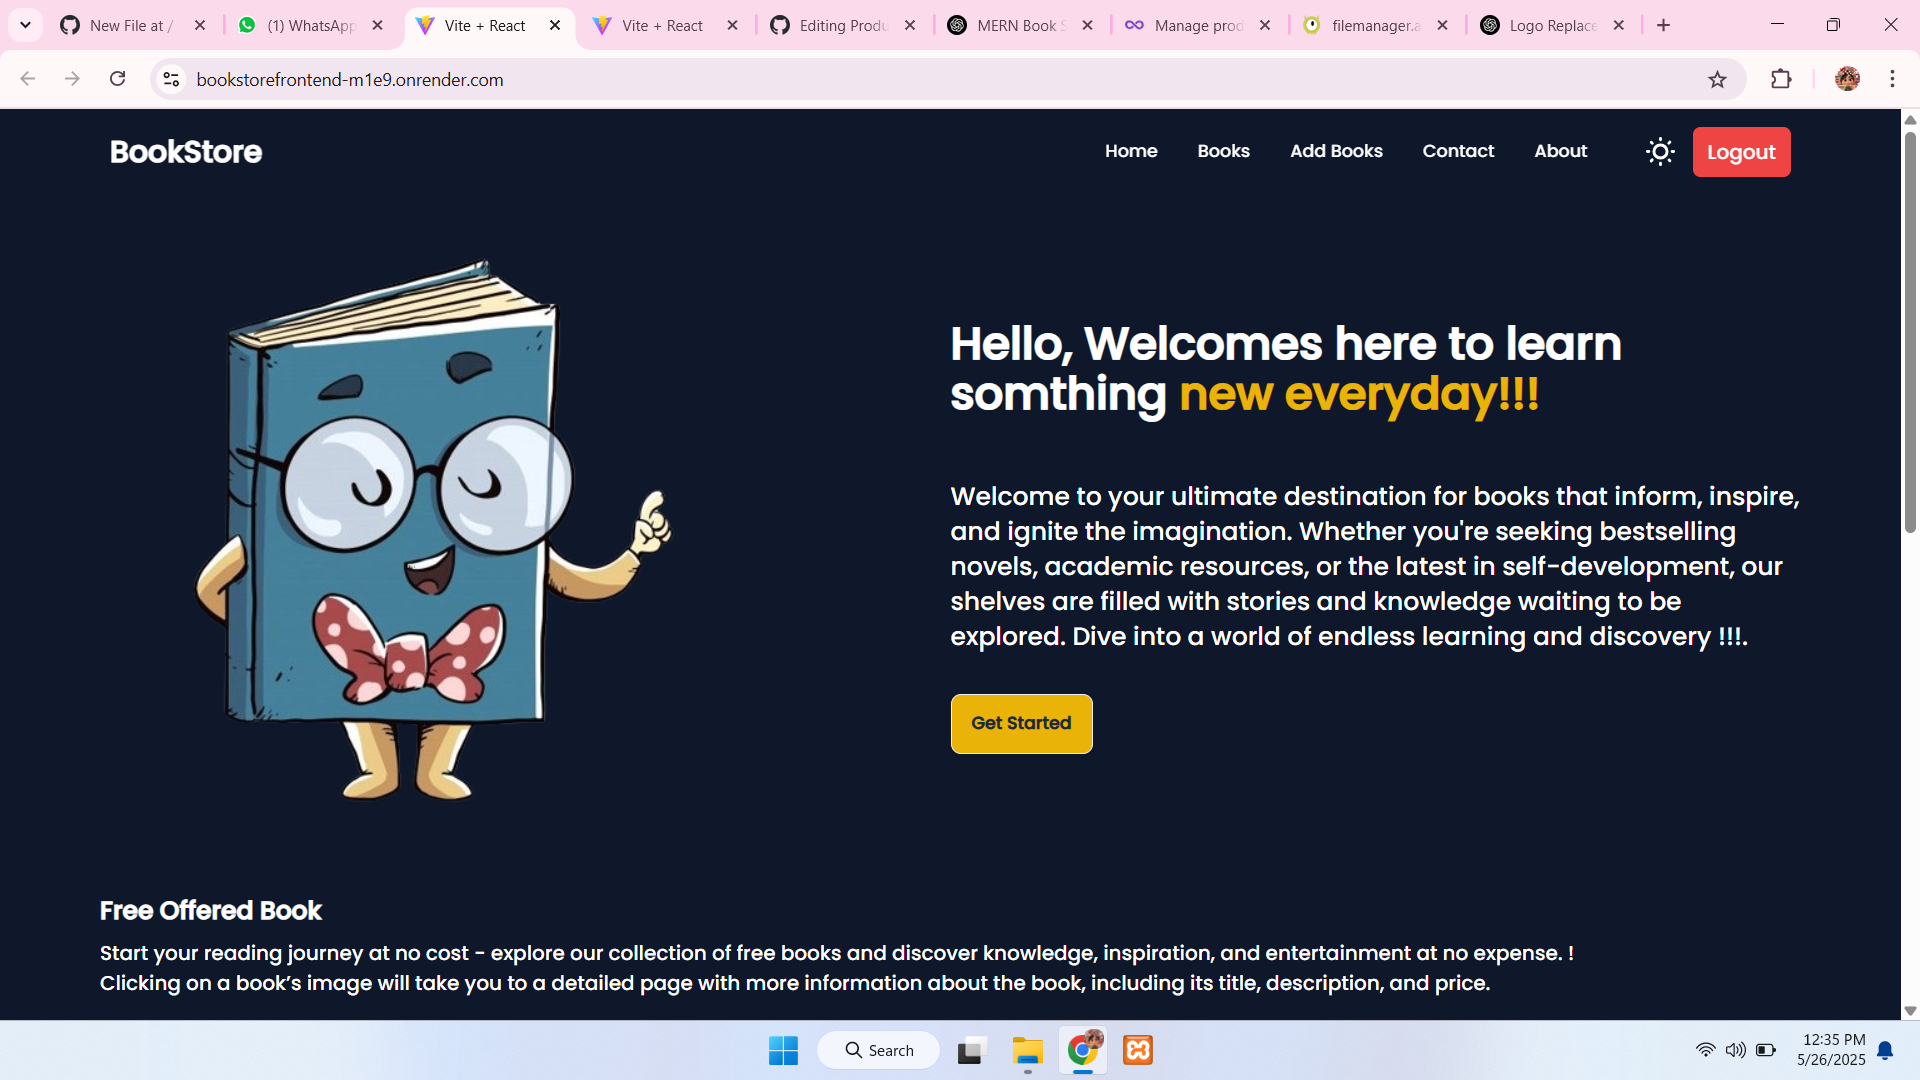 New File at /
(1) WhatsApp
Vite + React
Vite + React
Editing Produ
MERN Book S
Manage prod
filemanager.a
Logo Replace
bookstorefrontend-m1e9.onrender.com
BookStore
Home Books Add Books Contact About Logout
Hello, Welcomes here to learn
somthing new everyday!!!
Welcome to your ultimate destination for books that inform, inspire,
and ignite the imagination. Whether you're seeking bestselling
novels, academic resources, or the latest in self-development, our
shelves are filled with stories and knowledge waiting to be
explored. Dive into a world of endless learning and discovery !!!.
Get Started
Free Offered Book
Start your reading journey at no cost - explore our collection of free books and discover knowledge, inspiration, and entertainment at no expense. !
Clicking on a book’s image will take you to a detailed page with more information about the book, including its title, description, and price.
Search
12:35 PM
5/26/2025